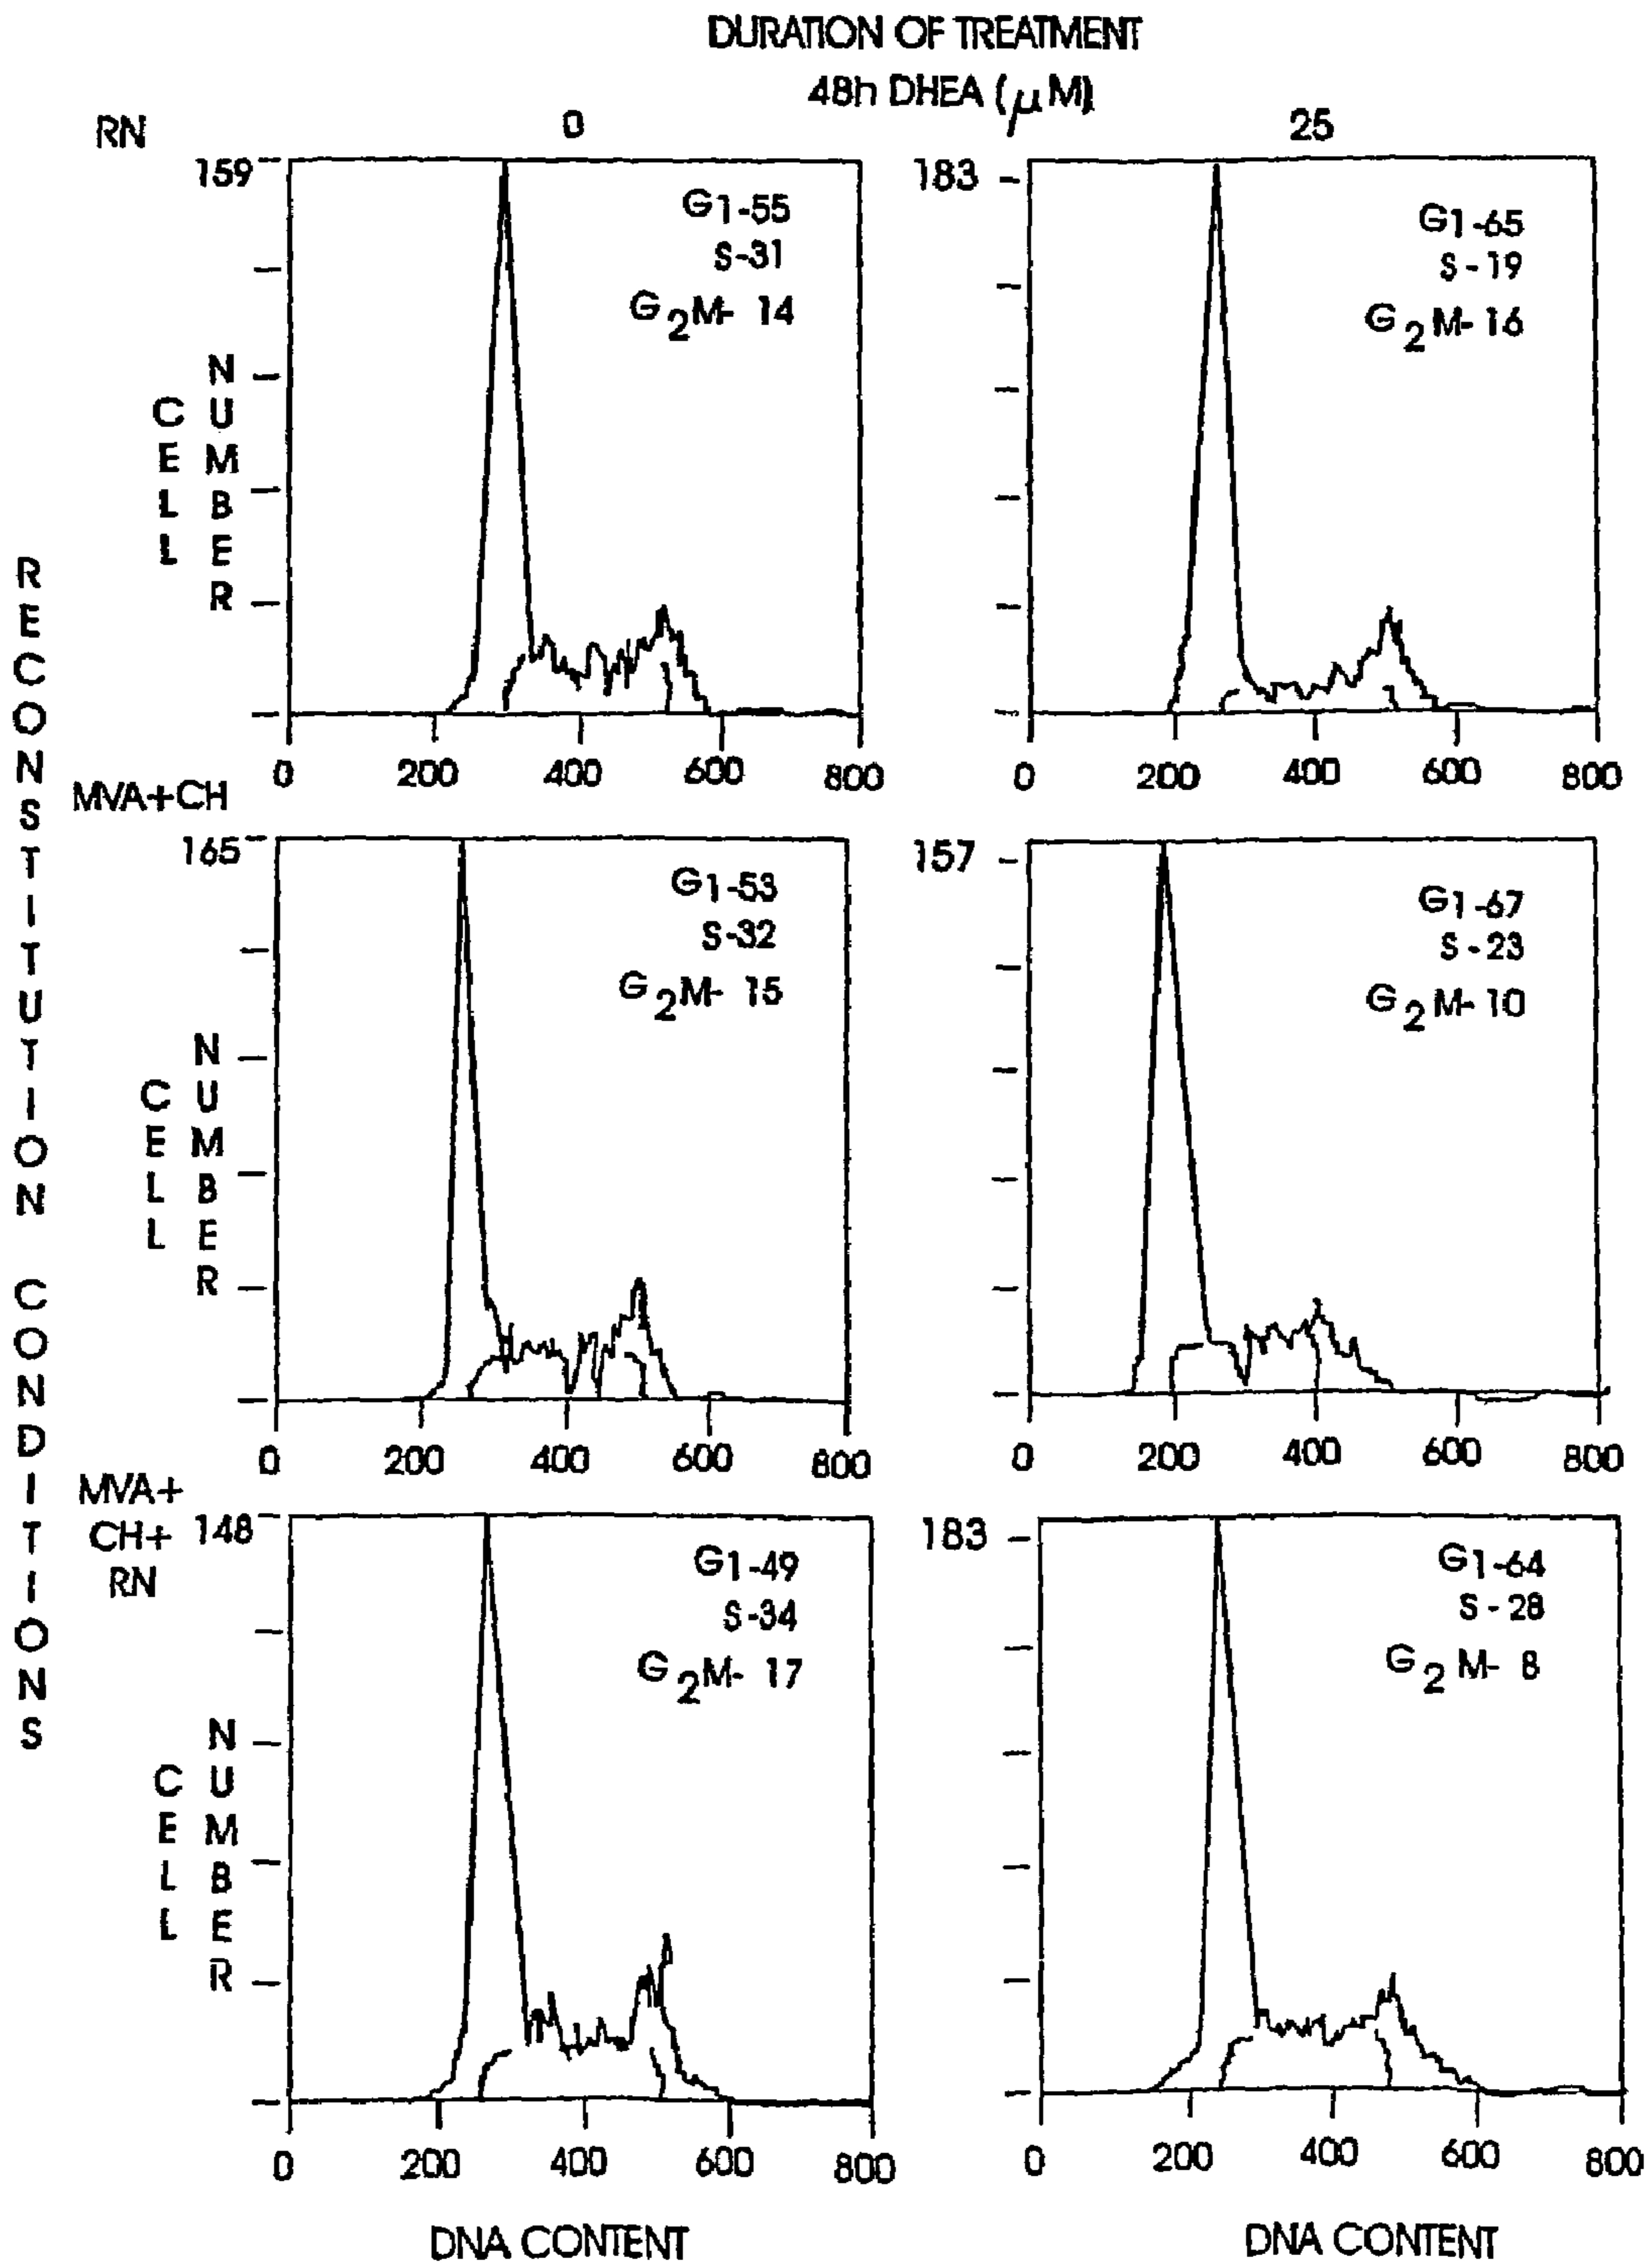 DURATION OF TREATMENT
48h DHEA (μM)
RN 0 25
159
G1-55
S-31
G2M- 14
CELL NUMBER
0 200 400 600 800
183
G1-65
S-19
G2M-16
0 200 400 600 800
RECONSTITUTION CONDITIONS
MVA+CH
165
G1-53
S-32
G2M- 15
CELL NUMBER
0 200 400 600 800
157
G1-67
S-23
G2M-10
0 200 400 600 800
MVA+
CH+
RN
148
G1-49
S-34
G2M- 17
CELL NUMBER
0 200 400 600 800
DNA CONTENT
183
G1-64
S-28
G2M- 8
0 200 400 600 800
DNA CONTENT